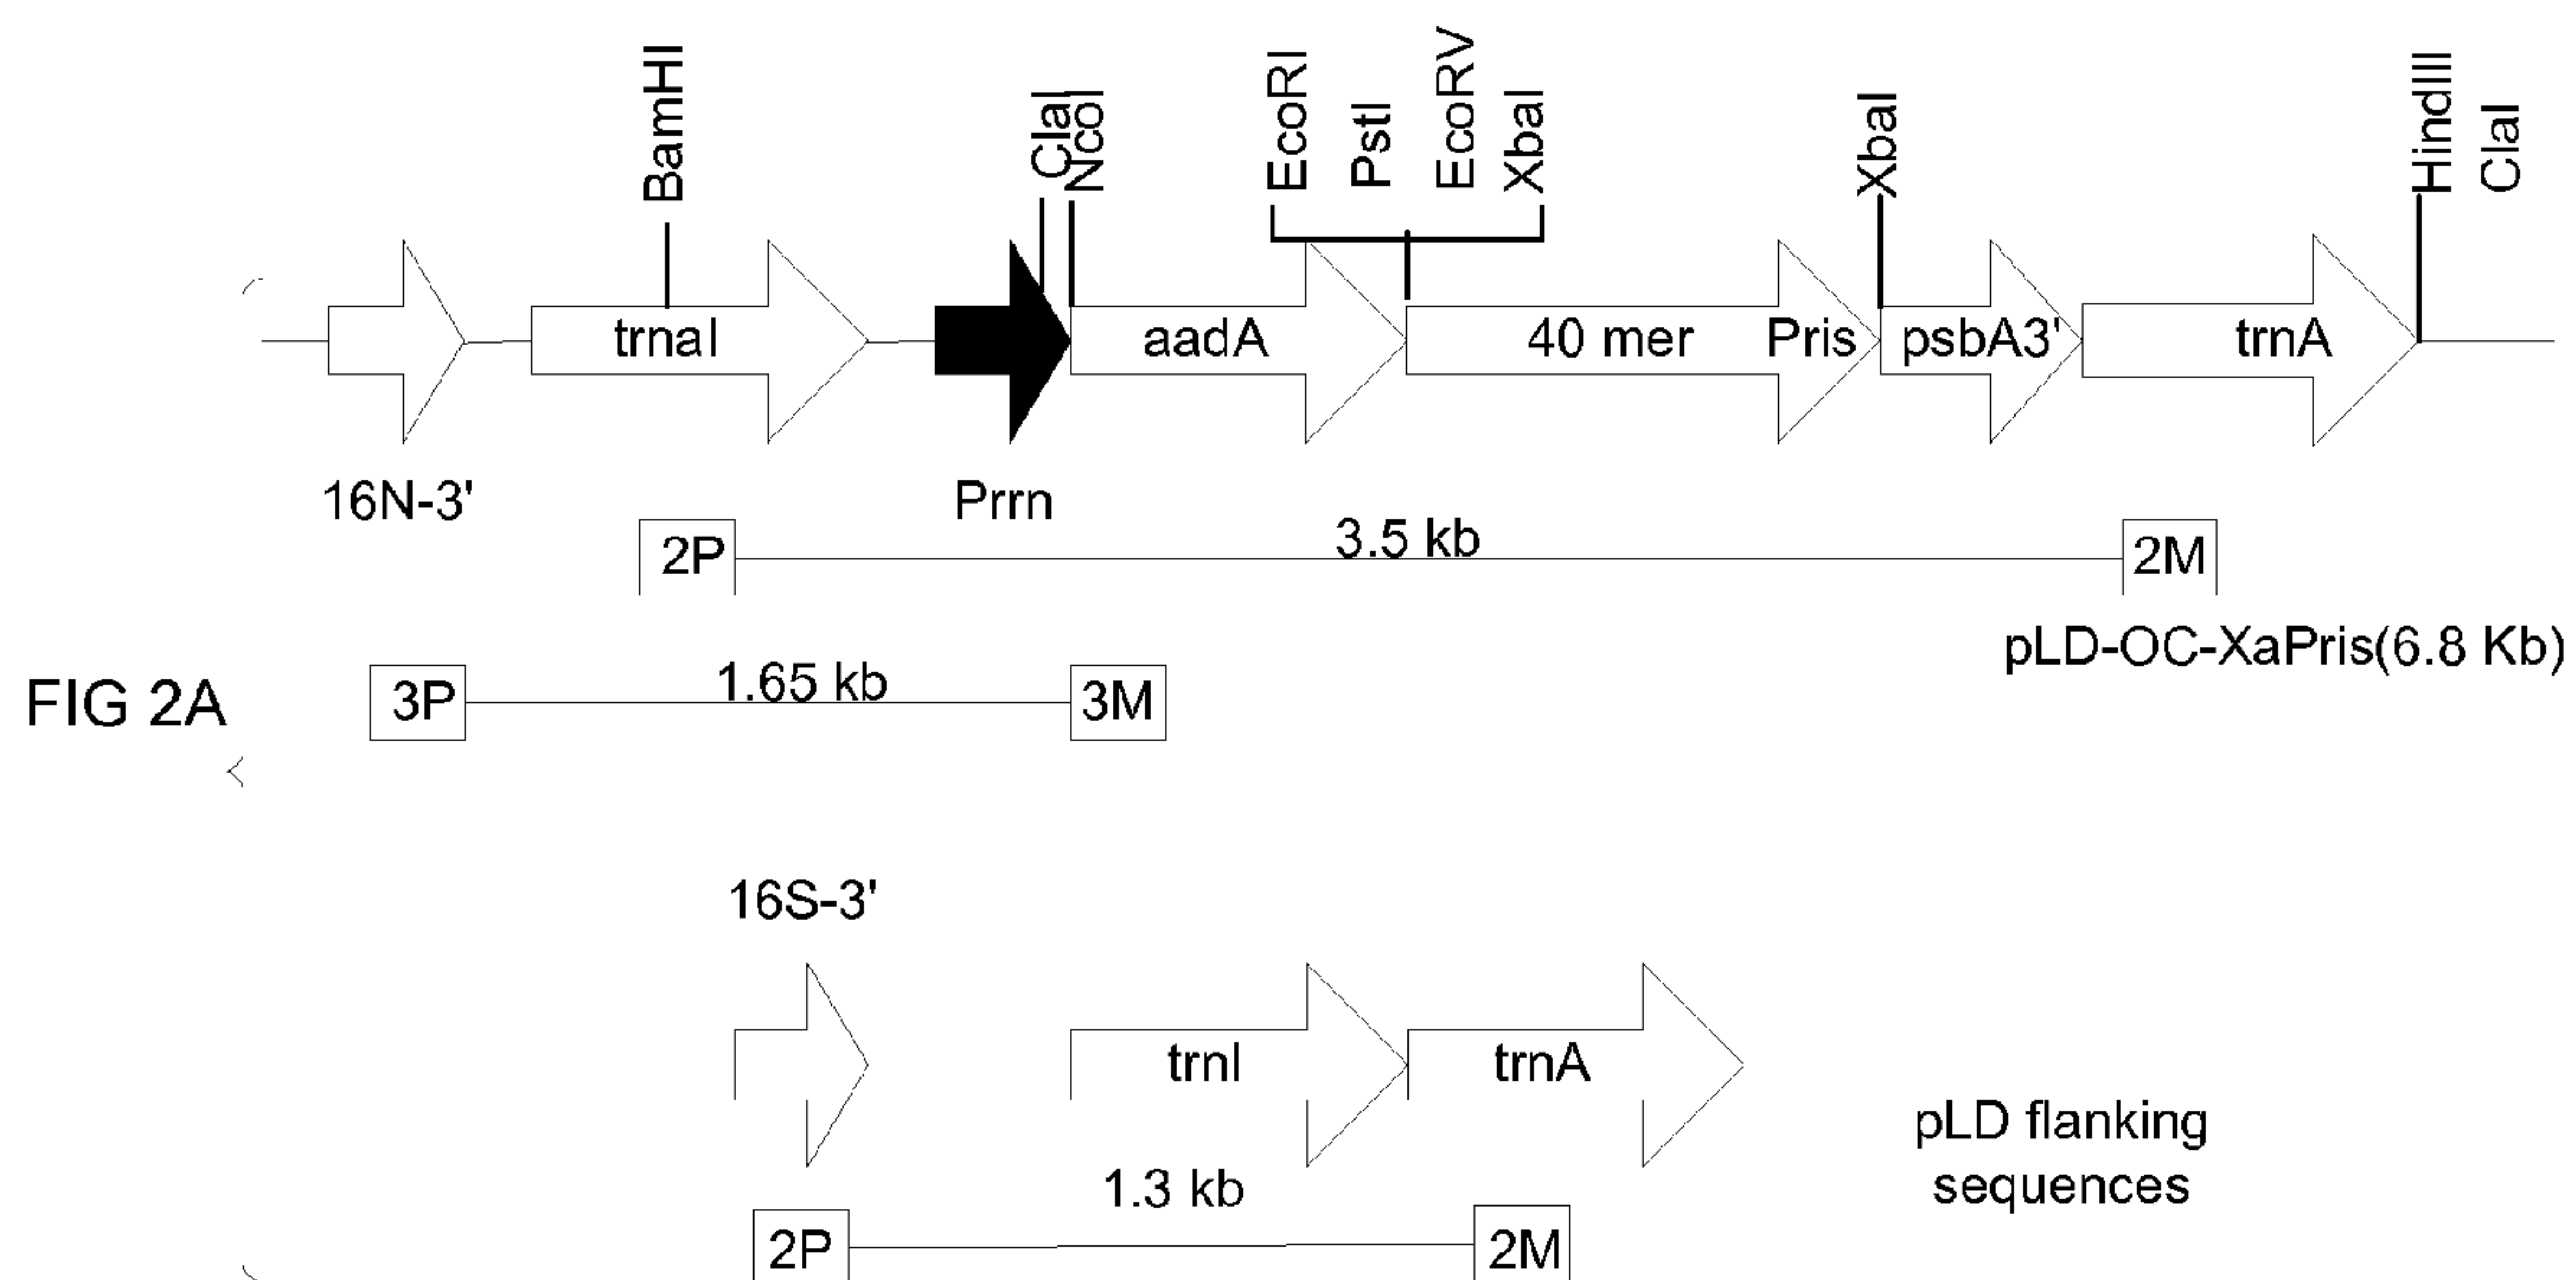 BamHI
ClaI
NcoI
EcoRI
PstI
EcoRV
XbaI
XbaI
HindIII
ClaI
trnaI
aadA
40 mer
Pris
psbA3'
trnA
16N-3'
Prrn
2P
3.5 kb
2M
pLD-OC-XaPris(6.8 Kb)
FIG 2A
3P
1.65 kb
3M
16S-3'
trnI
trnA
pLD flanking
sequences
1.3 kb
2P
2M